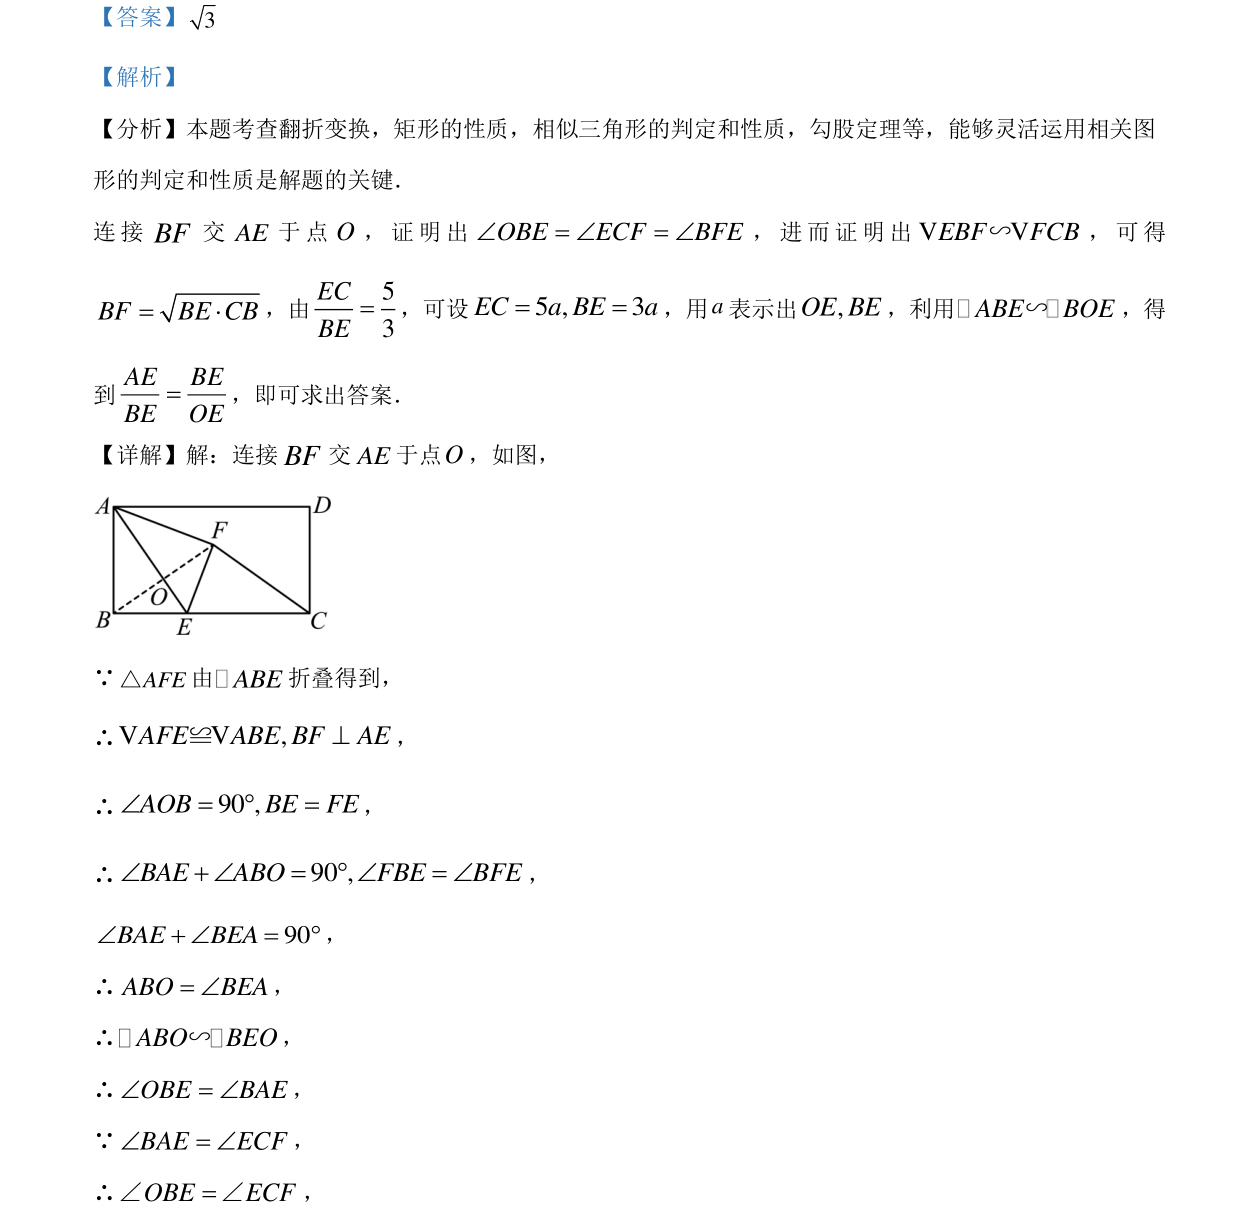 【答案】√3
【解析】
【分析】本题考查翻折变换，矩形的性质，相似三角形的判定和性质，勾股定理等，能够灵活运用相关图
形的判定和性质是解题的关键．
连接 BF 交 AE 于点 O，证明出 ∠OBE = ∠ECF = ∠BFE，进而证明出 VEBF∽VFCB，可得
BF = √(BE·CB)，由 EC/BE = 5/3，可设 EC = 5a, BE = 3a，用 a 表示出 OE, BE，利用□ABE∽□BOE，得
到 AE/BE = BE/OE，即可求出答案．
【详解】解：连接 BF 交 AE 于点O，如图，
A
D
F
O
B
E
C
∵ △AFE 由□ABE 折叠得到，
∴ VAFE≌VABE, BF ⊥ AE，
∴ ∠AOB = 90°, BE = FE，
∴ ∠BAE + ∠ABO = 90°, ∠FBE = ∠BFE，
∠BAE + ∠BEA = 90°，
∴ ABO = ∠BEA，
∴□ABO∽□BEO，
∴ ∠OBE = ∠BAE，
∵ ∠BAE = ∠ECF，
∴ ∠OBE = ∠ECF，